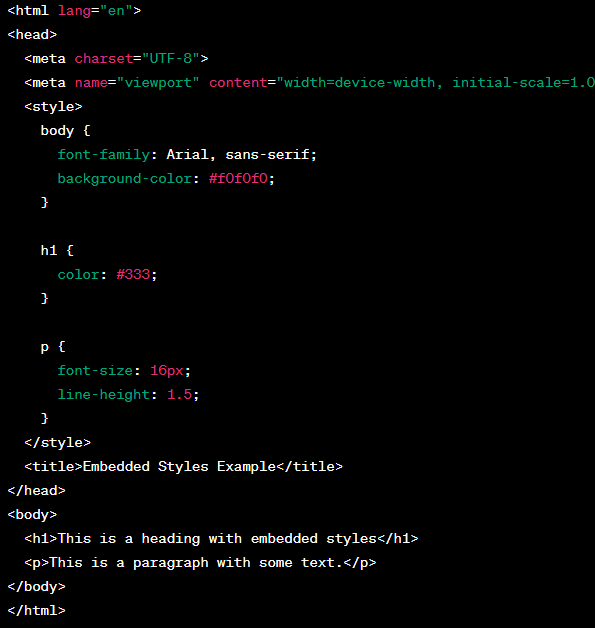 <html lang="en">
<head>
  <meta charset="UTF-8">
  <meta name="viewport" content="width=device-width, initial-scale=1.0
  <style>
    body {
      font-family: Arial, sans-serif;
      background-color: #f0f0f0;
    }

    h1 {
      color: #333;
    }

    p {
      font-size: 16px;
      line-height: 1.5;
    }
  </style>
  <title>Embedded Styles Example</title>
</head>
<body>
  <h1>This is a heading with embedded styles</h1>
  <p>This is a paragraph with some text.</p>
</body>
</html>